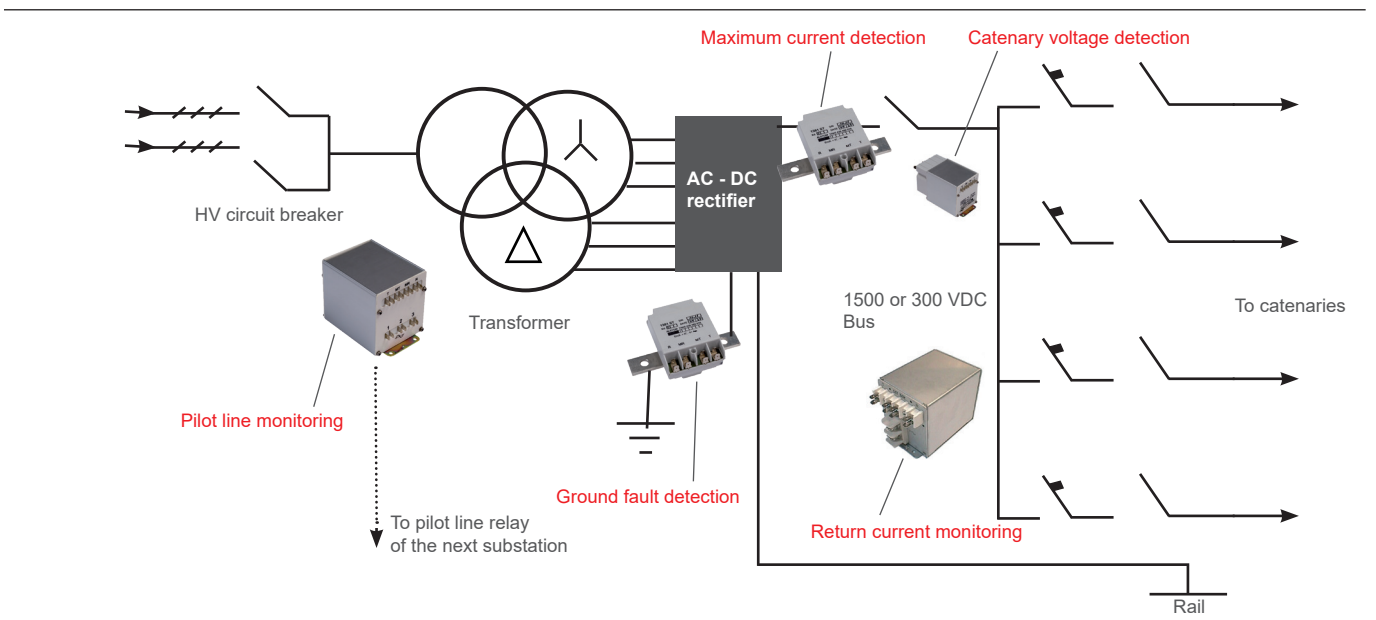 Maximum current detection
Catenary voltage detection
AC - DC
rectifier
HV circuit breaker
1500 or 300 VDC
Bus
To catenaries
Transformer
Pilot line monitoring
Ground fault detection
To pilot line relay
of the next substation
Return current monitoring
Rail